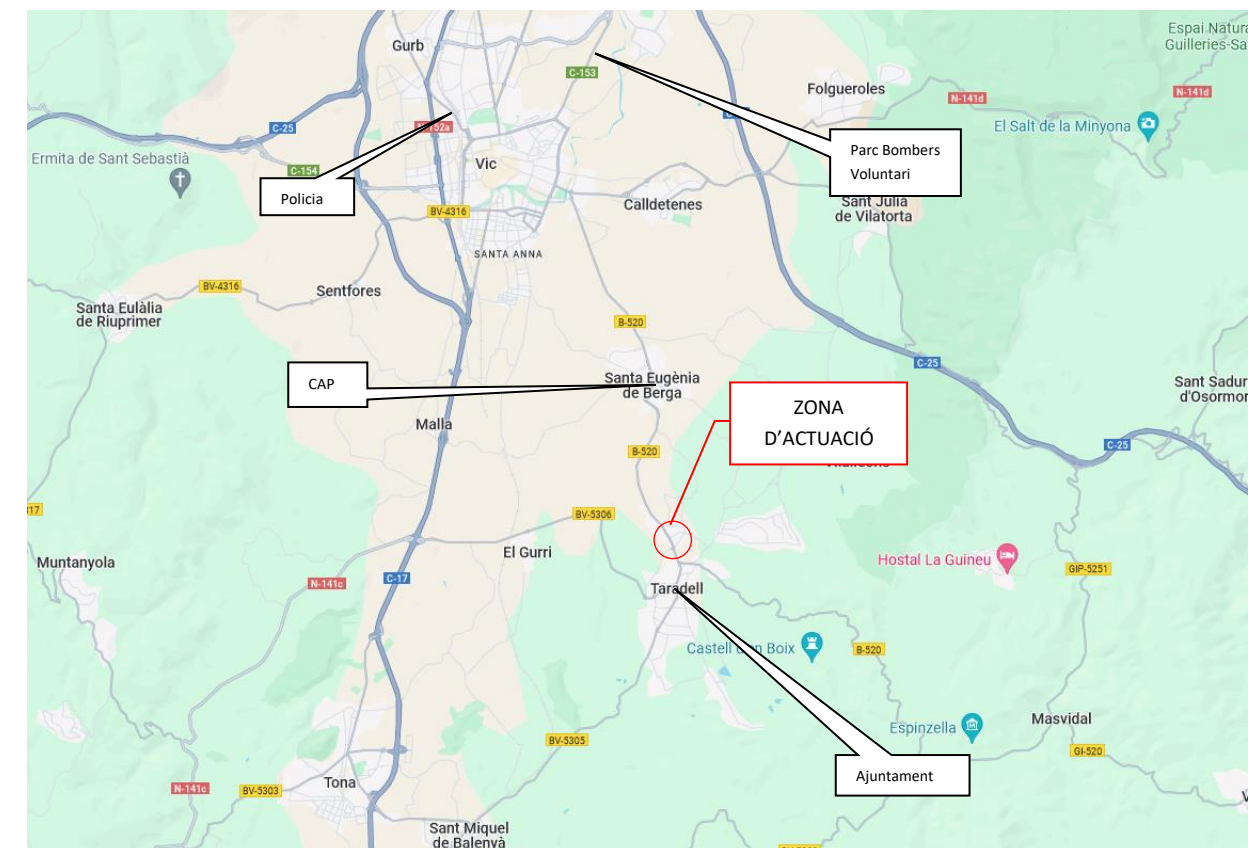 Espai Natura
Guilleries-Sa
Gurb
C-153
Folgueroles
N-141d
N-141d
C-25
El Salt de la Minyona
Parc Bombers
Voluntari
Ermita de Sant Sebastià
C-154
Vic
Policia
Calldetenes
Sant Julià
de Vilatorta
BV-4316
SANTA ANNA
BV-4316
Sentfores
Santa Eulàlia
de Riuprimer
B-520
C-25
CAP
Santa Eugènia
de Berga
Sant Sadur
d'Osormor
ZONA
D'ACTUACIÓ
Malla
C-25
B-520
17
BV-5306
El Gurri
Muntanyola
Hostal La Guineu
GIP-5251
N-141c
C-17
Taradell
B-520
Espinzella
Masvidal
BV-5305
GI-520
Ajuntament
Tona
N-141c
BV-5303
V
Sant Miquel
de Balenyà